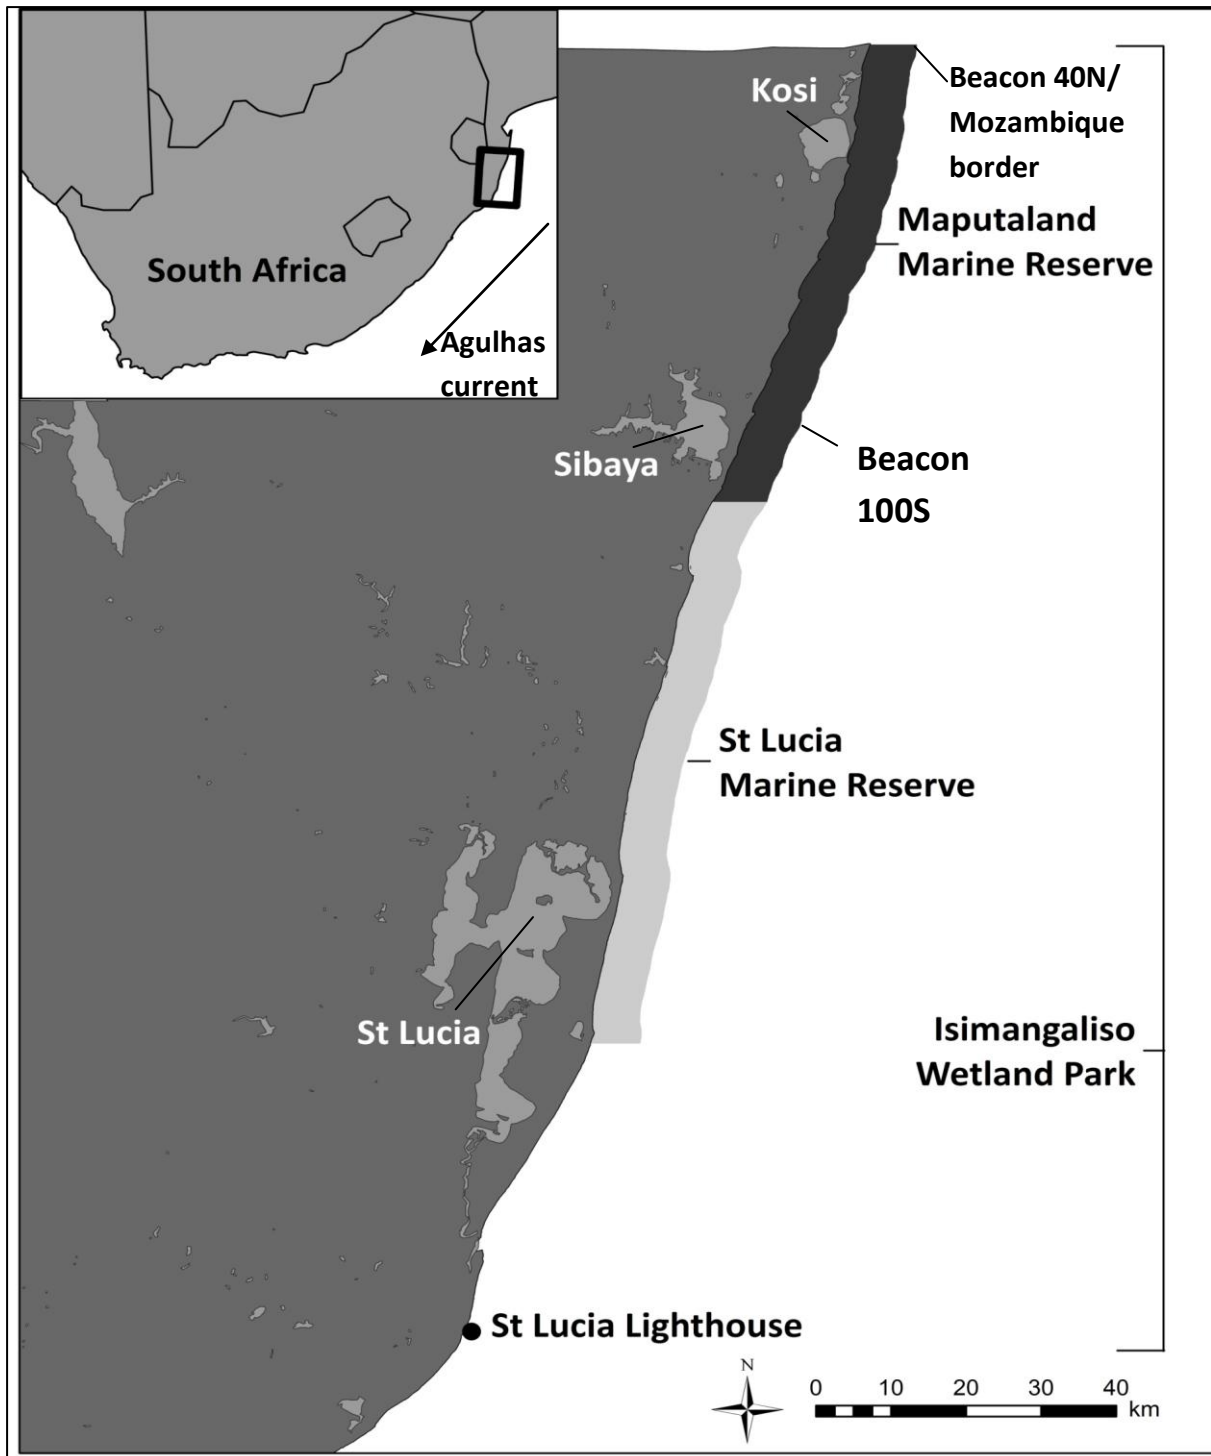 Kosi
Beacon 40N/
Mozambique
border
Maputaland
Marine Reserve
South Africa
Agulhas
current
Sibaya
Beacon
100S
St Lucia
Marine Reserve
St Lucia
Isimangaliso
Wetland Park
St Lucia Lighthouse
N
0 10 20 30 40
km